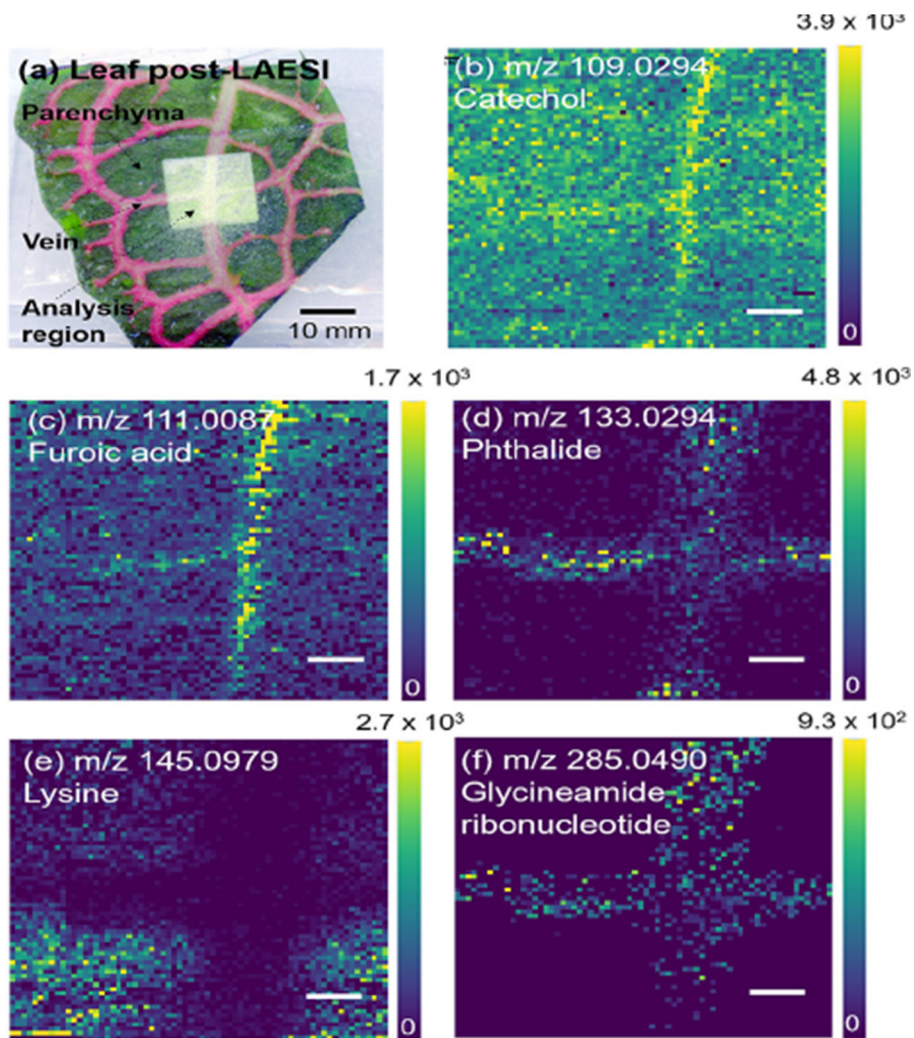 3.9 x 10³
(a) Leaf post-LAESI
Parenchyma
Vein
Analysis
region
10 mm
(b) m/z 109.0294
Catechol
0
1.7 x 10³
(c) m/z 111.0087
Furoic acid
0
4.8 x 10³
(d) m/z 133.0294
Phthalide
0
2.7 x 10³
(e) m/z 145.0979
Lysine
0
9.3 x 10²
(f) m/z 285.0490
Glycineamide
ribonucleotide
0